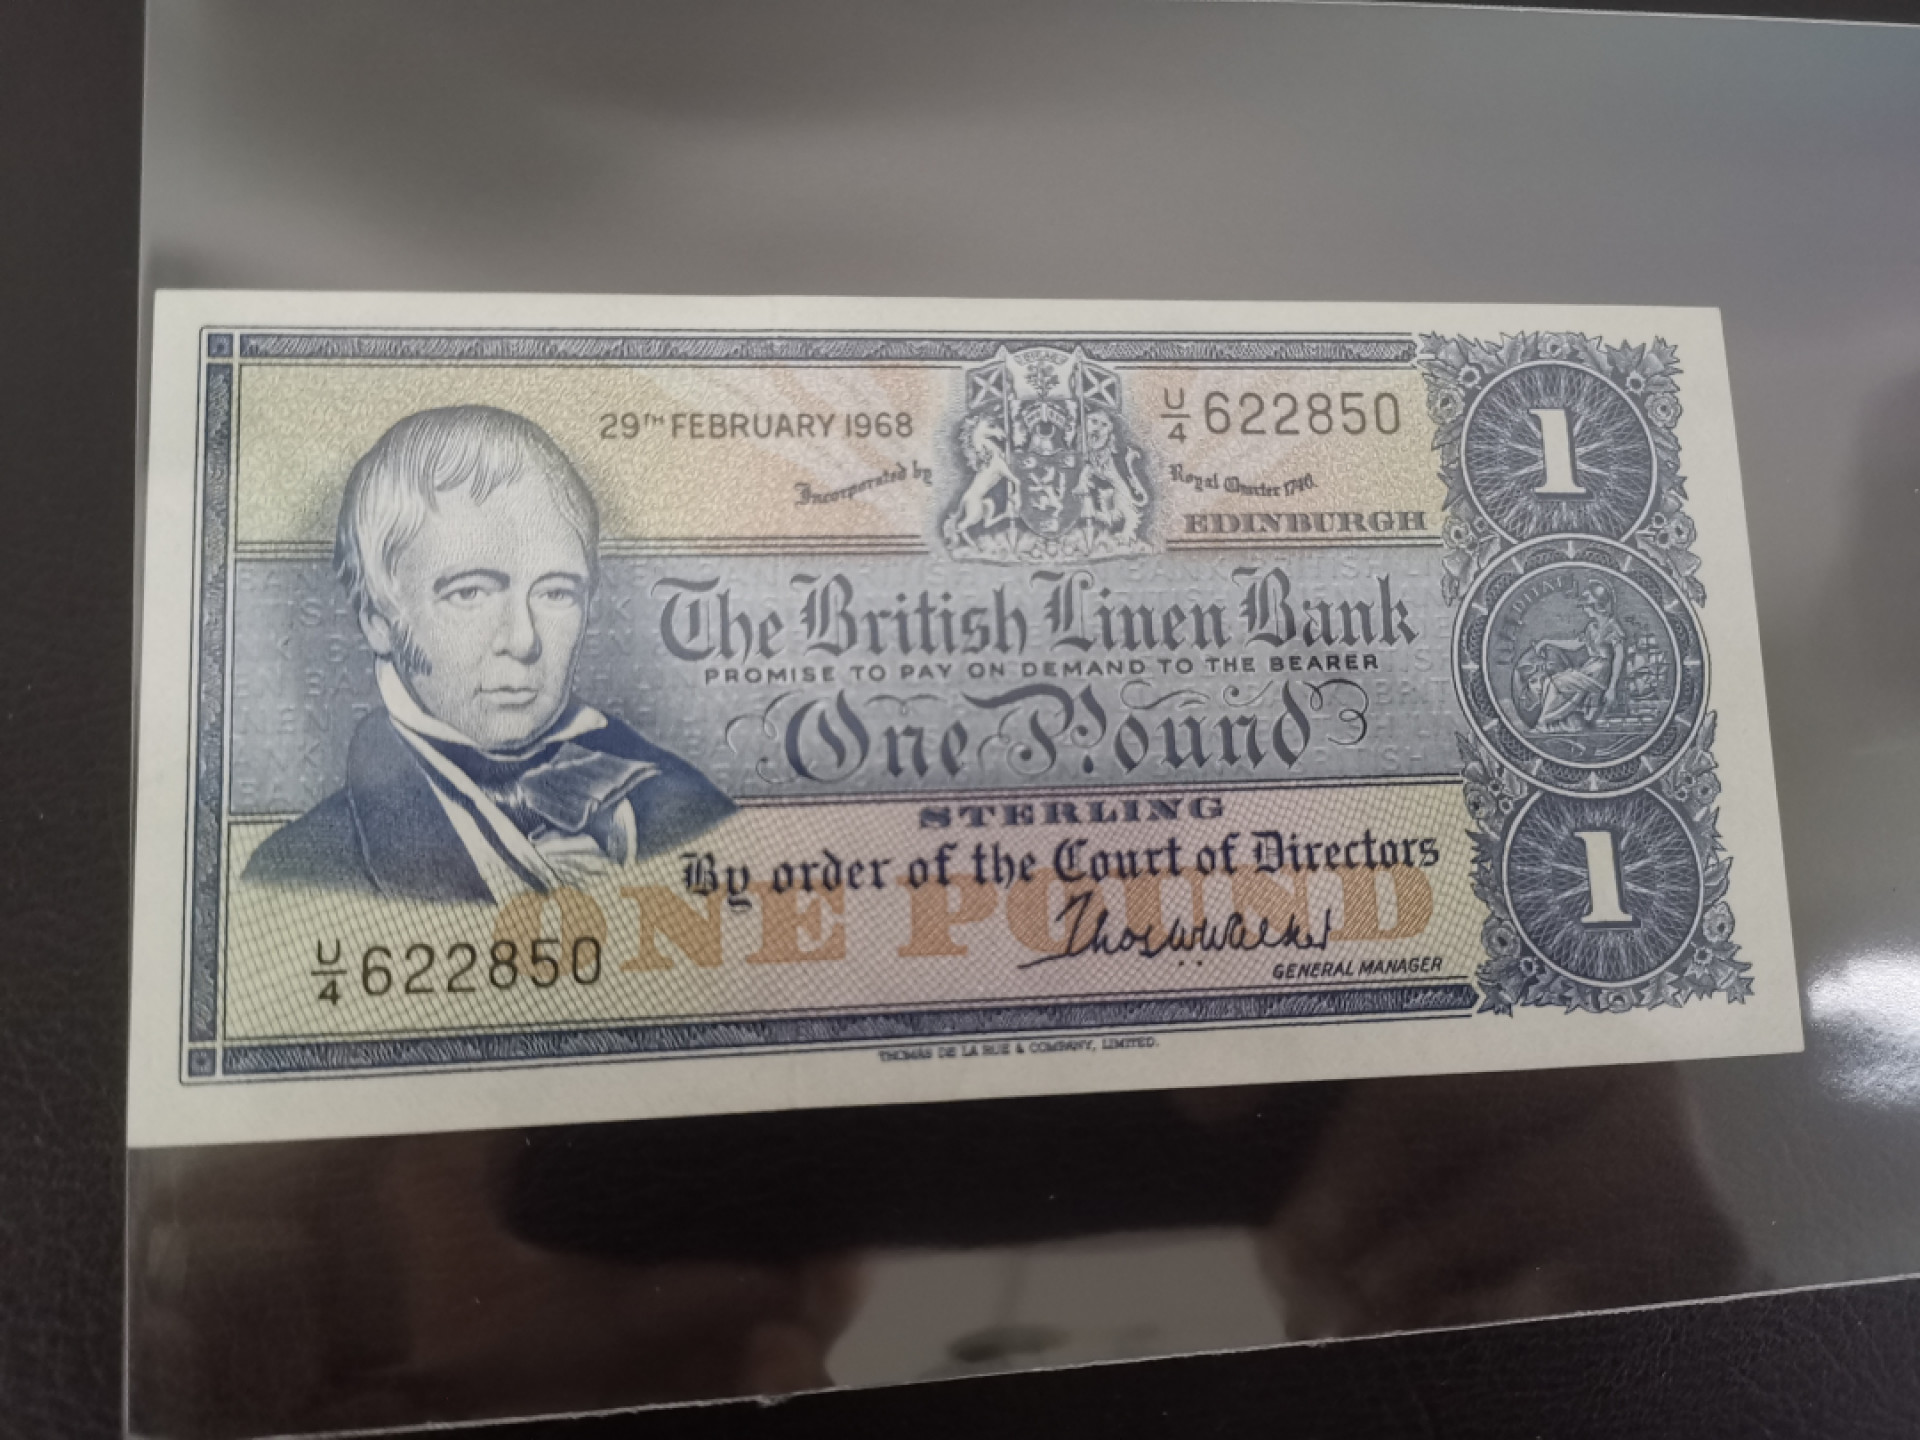 29TH FEBRUARY 1968
U/4 622850
Incorporated by
Royal Charter 1746.
EDINBURGH
The British Linen Bank
PROMISE TO PAY ON DEMAND TO THE BEARER
One Pound
STERLING
By order of the Court of Directors
ONE POUND
Thos W Walker
GENERAL MANAGER
U/4 622850
THOMAS DE LA RUE & COMPANY, LIMITED.
1
1